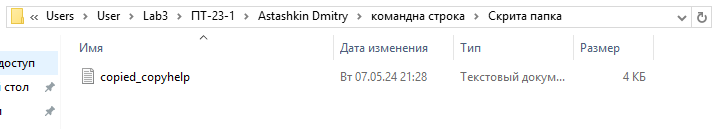 « Users > User > Lab3 > ПТ-23-1 > Astashkin Dmitry > командна строка > Скрита папка
Имя Дата изменения Тип Размер
доступ
copied_copyhelp Вт 07.05.24 21:28 Текстовый докум... 4 КБ
стол